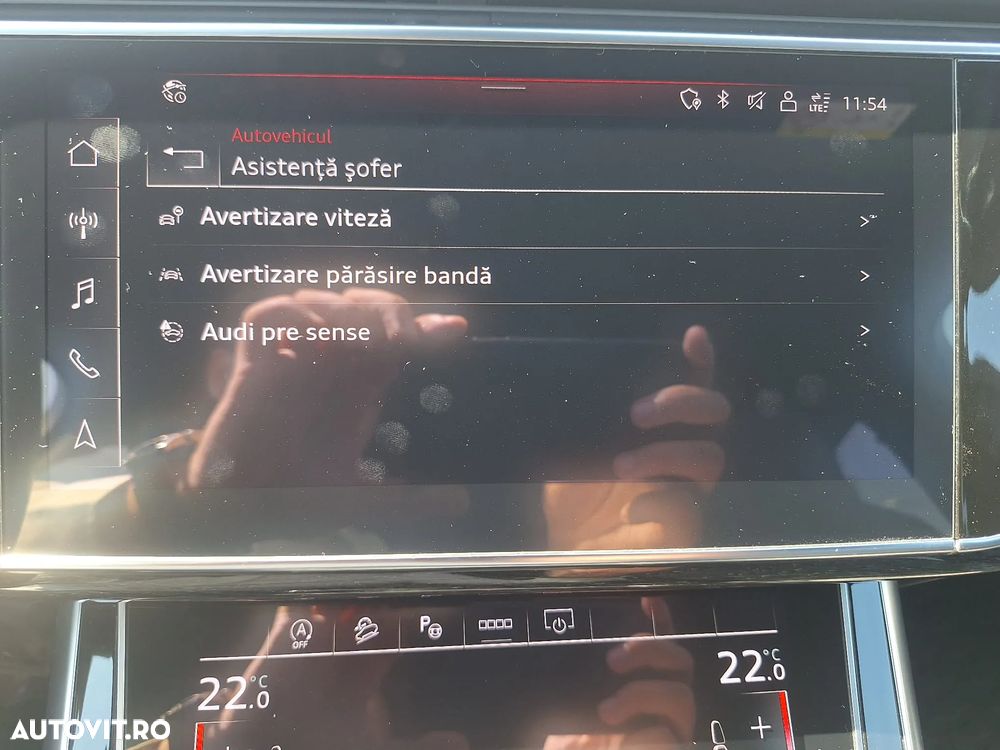 LTE
11:54
Autovehicul
Asistență şofer
Avertizare viteză
Avertizare părăsire bandă
Audi pre sense
A
OFF
P
22.0 °C
22.0 °C
+
AUTOVIT.RO